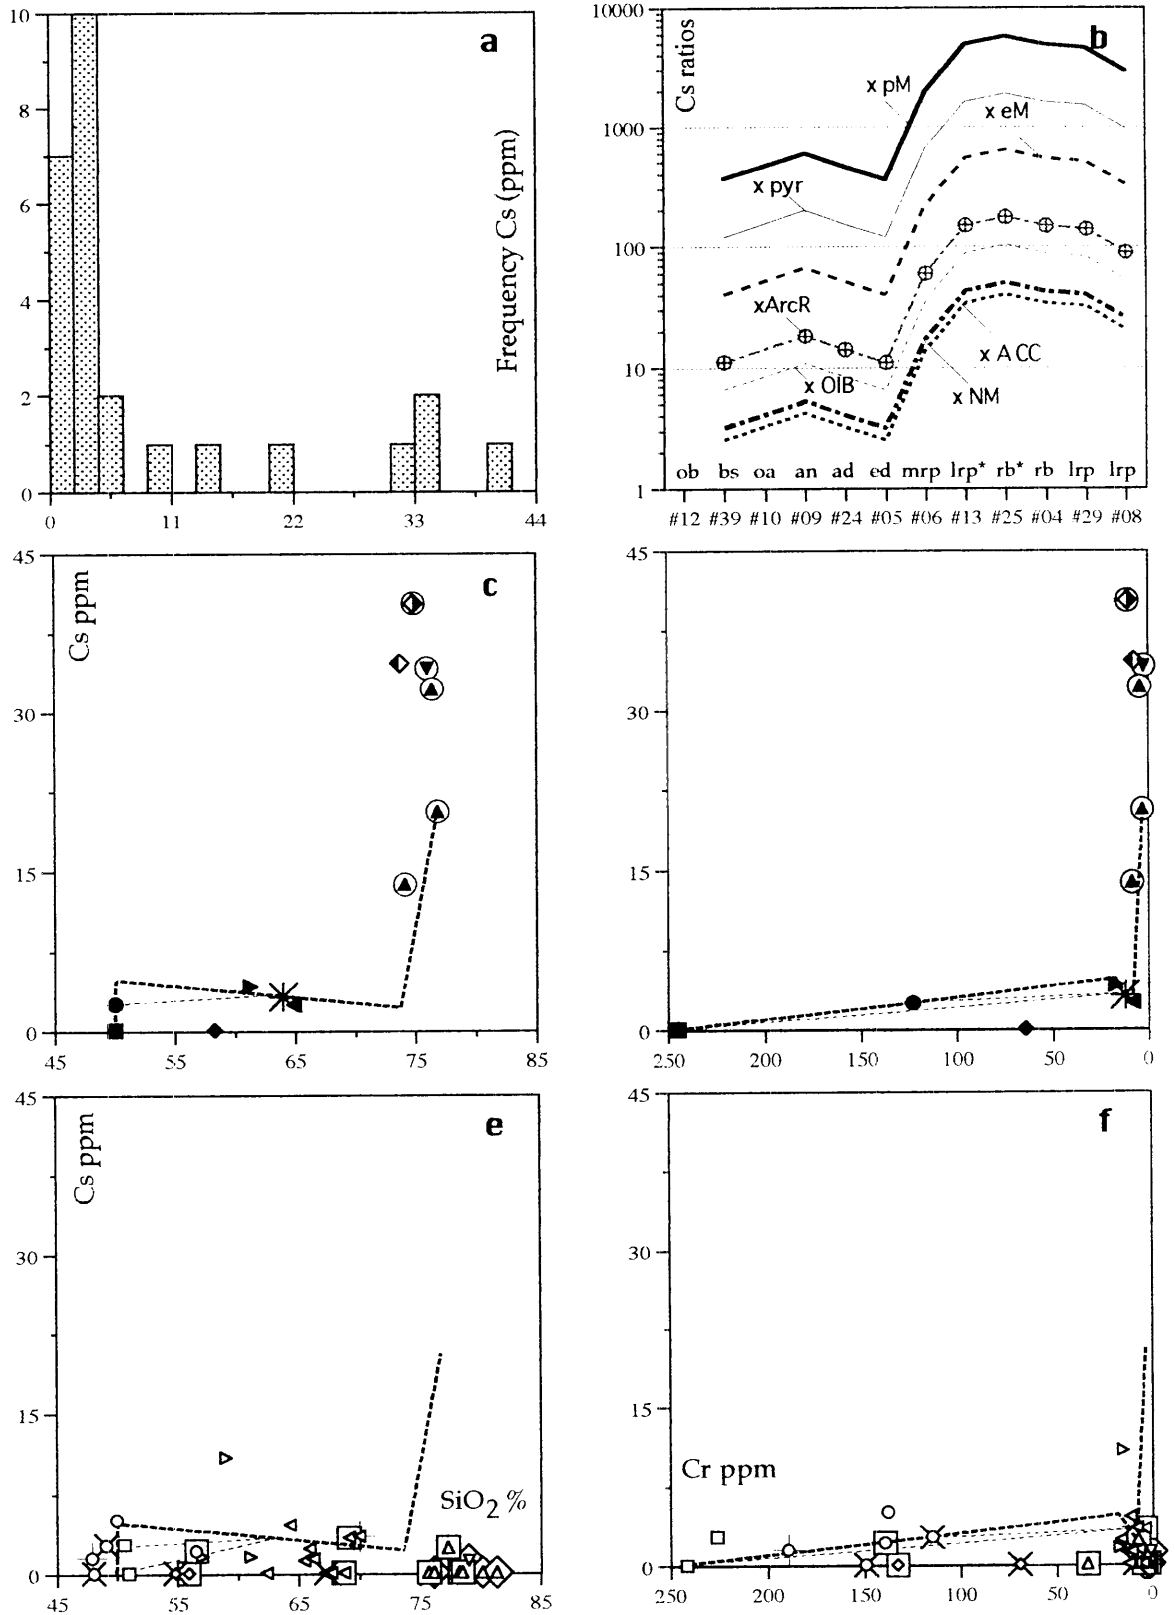 a
10
8
6
4
2
0
0 11 22 33 44
Frequency Cs (ppm)
b
Cs ratios
10000
1000
100
10
1
x pM
x eM
x pyr
xArcR
x OIB
x ACC
x NM
ob bs oa an ad ed mrp lrp* rb* rb lrp lrp
#12 #39 #10 #09 #24 #05 #06 #13 #25 #04 #29 #08
c
Cs ppm
45
30
15
0
45 55 65 75 85
45
30
15
0
250 200 150 100 50 0
e
Cs ppm
45
30
15
0
SiO2 %
45 55 65 75 85
f
45
30
15
0
Cr ppm
250 200 150 100 50 0